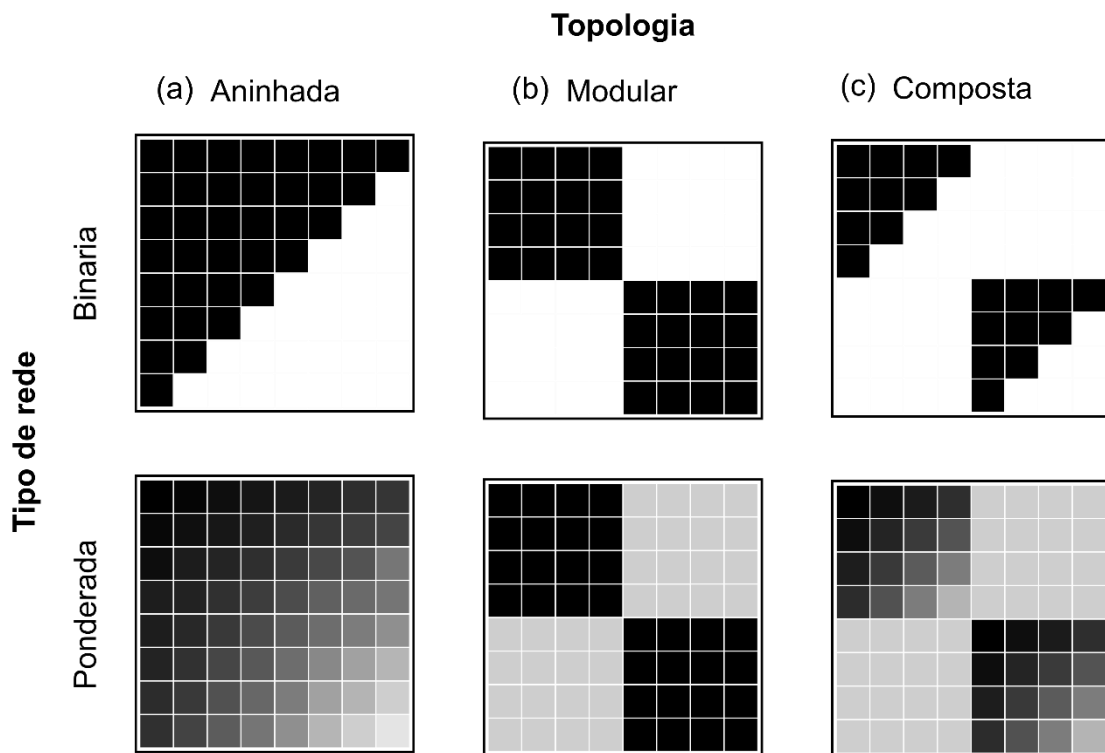 Topologia
(a) Aninhada
(b) Modular
(c) Composta
Tipo de rede
Binaria
Ponderada